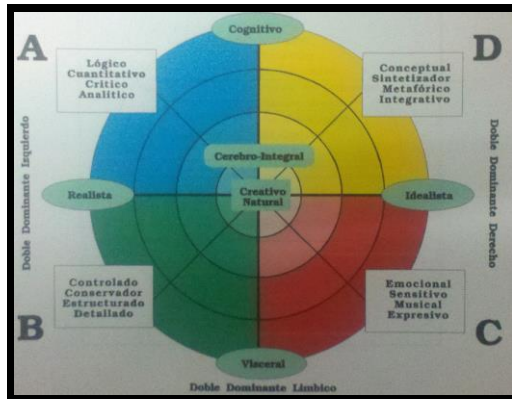 A
Cognitivo
D
Lógico
Cuantitativo
Crítico
Analítico
Conceptual
Sintetizador
Metafórico
Integrativo
Doble Dominante Isquierdo
Cerebro-Integral
Doble Dominante Derecho
Realista
Creativo
Natural
Idealista
Controlado
Conservador
Estructurado
Detallado
Emocional
Sensitivo
Musical
Expresivo
B
Visceral
C
Doble Dominante Límbico